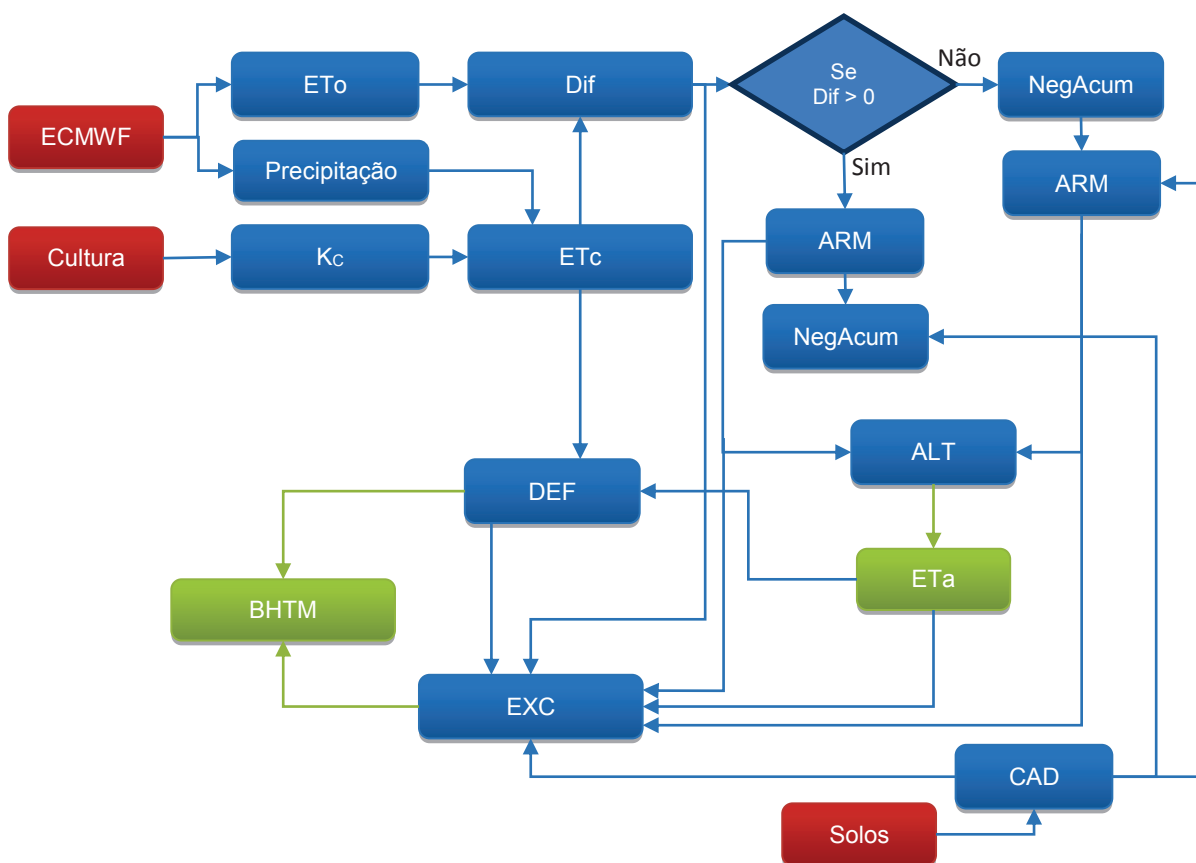 ETo
Dif
Se
Dif > 0
Não
NegAcum
ECMWF
Precipitação
Sim
ARM
Cultura
Kc
ETc
ARM
NegAcum
ALT
DEF
ETa
BHTM
EXC
CAD
Solos